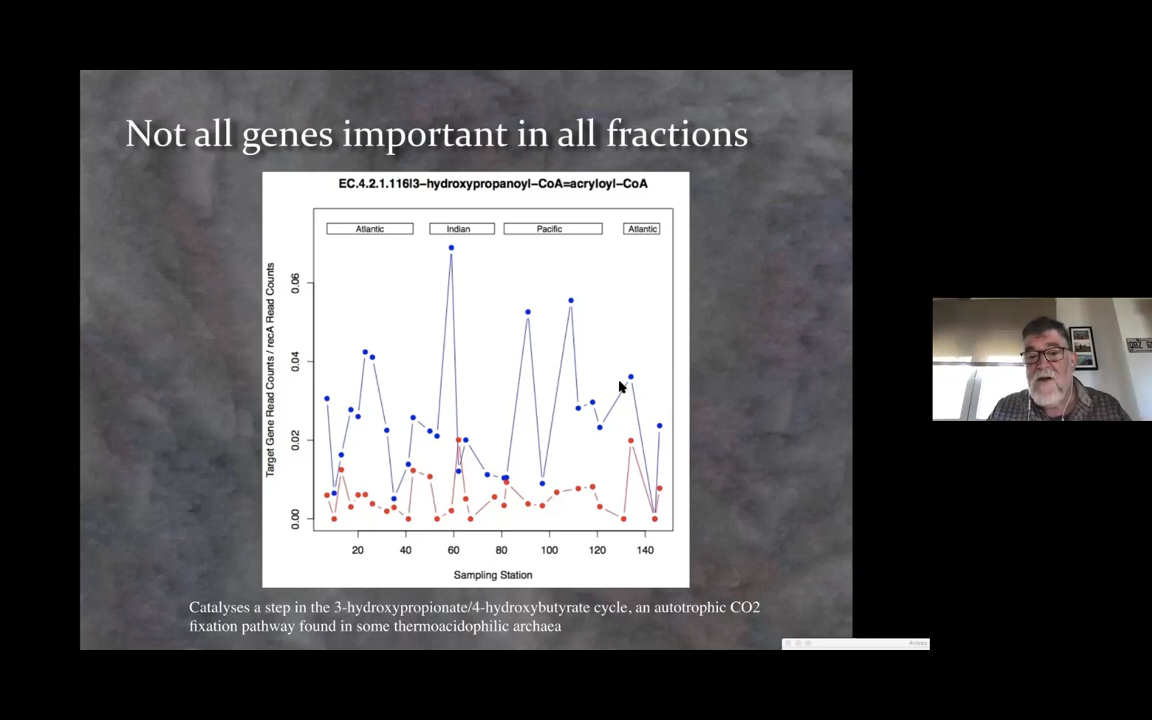 Not all genes important in all fractions
EC.4.2.1.116|3−hydroxypropanoyl−CoA=acryloyl−CoA
Atlantic Indian Pacific Atlantic
Target Gene Read Counts / recA Read Counts
0.06
0.04
0.02
0.00
20 40 60 80 100 120 140
Sampling Station
Catalyses a step in the 3-hydroxypropionate/4-hydroxybutyrate cycle, an autotrophic CO2
fixation pathway found in some thermoacidophilic archaea